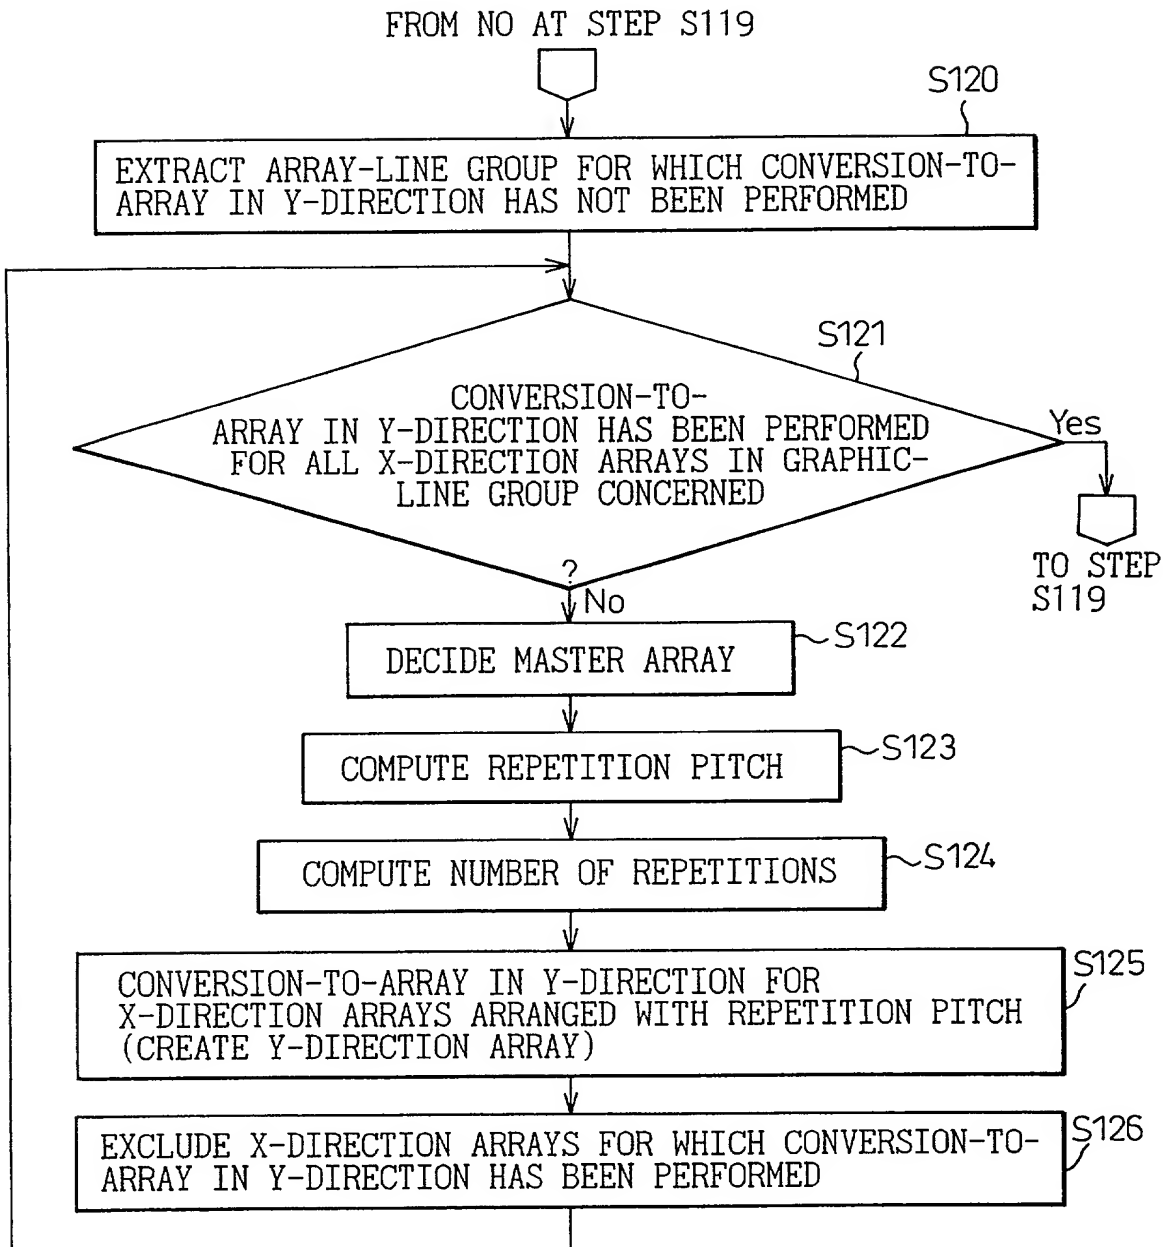 FROM NO AT STEP S119
S120
EXTRACT ARRAY-LINE GROUP FOR WHICH CONVERSION-TO-
ARRAY IN Y-DIRECTION HAS NOT BEEN PERFORMED
S121
CONVERSION-TO-
ARRAY IN Y-DIRECTION HAS BEEN PERFORMED
FOR ALL X-DIRECTION ARRAYS IN GRAPHIC-
LINE GROUP CONCERNED
?
Yes
TO STEP
S119
No
S122
DECIDE MASTER ARRAY
S123
COMPUTE REPETITION PITCH
S124
COMPUTE NUMBER OF REPETITIONS
S125
CONVERSION-TO-ARRAY IN Y-DIRECTION FOR
X-DIRECTION ARRAYS ARRANGED WITH REPETITION PITCH
(CREATE Y-DIRECTION ARRAY)
S126
EXCLUDE X-DIRECTION ARRAYS FOR WHICH CONVERSION-TO-
ARRAY IN Y-DIRECTION HAS BEEN PERFORMED